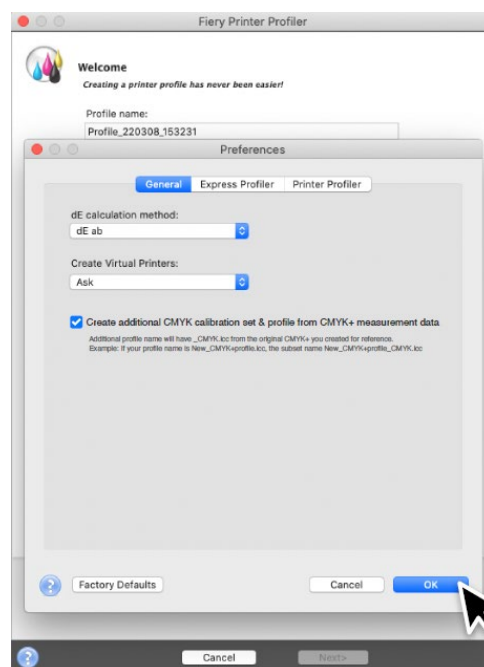 Fiery Printer Profiler
Welcome
Creating a printer profile has never been easier!
Profile name:
Profile_220308_153231
Preferences
General Express Profiler Printer Profiler
dE calculation method:
dE ab
Create Virtual Printers:
Ask
Create additional CMYK calibration set & profile from CMYK+ measurement data
Additional profile name will have _CMYK.icc from the original CMYK+ you created for reference.
Example: If your profile name is New_CMYK+profile.icc, the subset name New_CMYK+profile_CMYK.icc
? Factory Defaults Cancel OK
? Cancel Next>